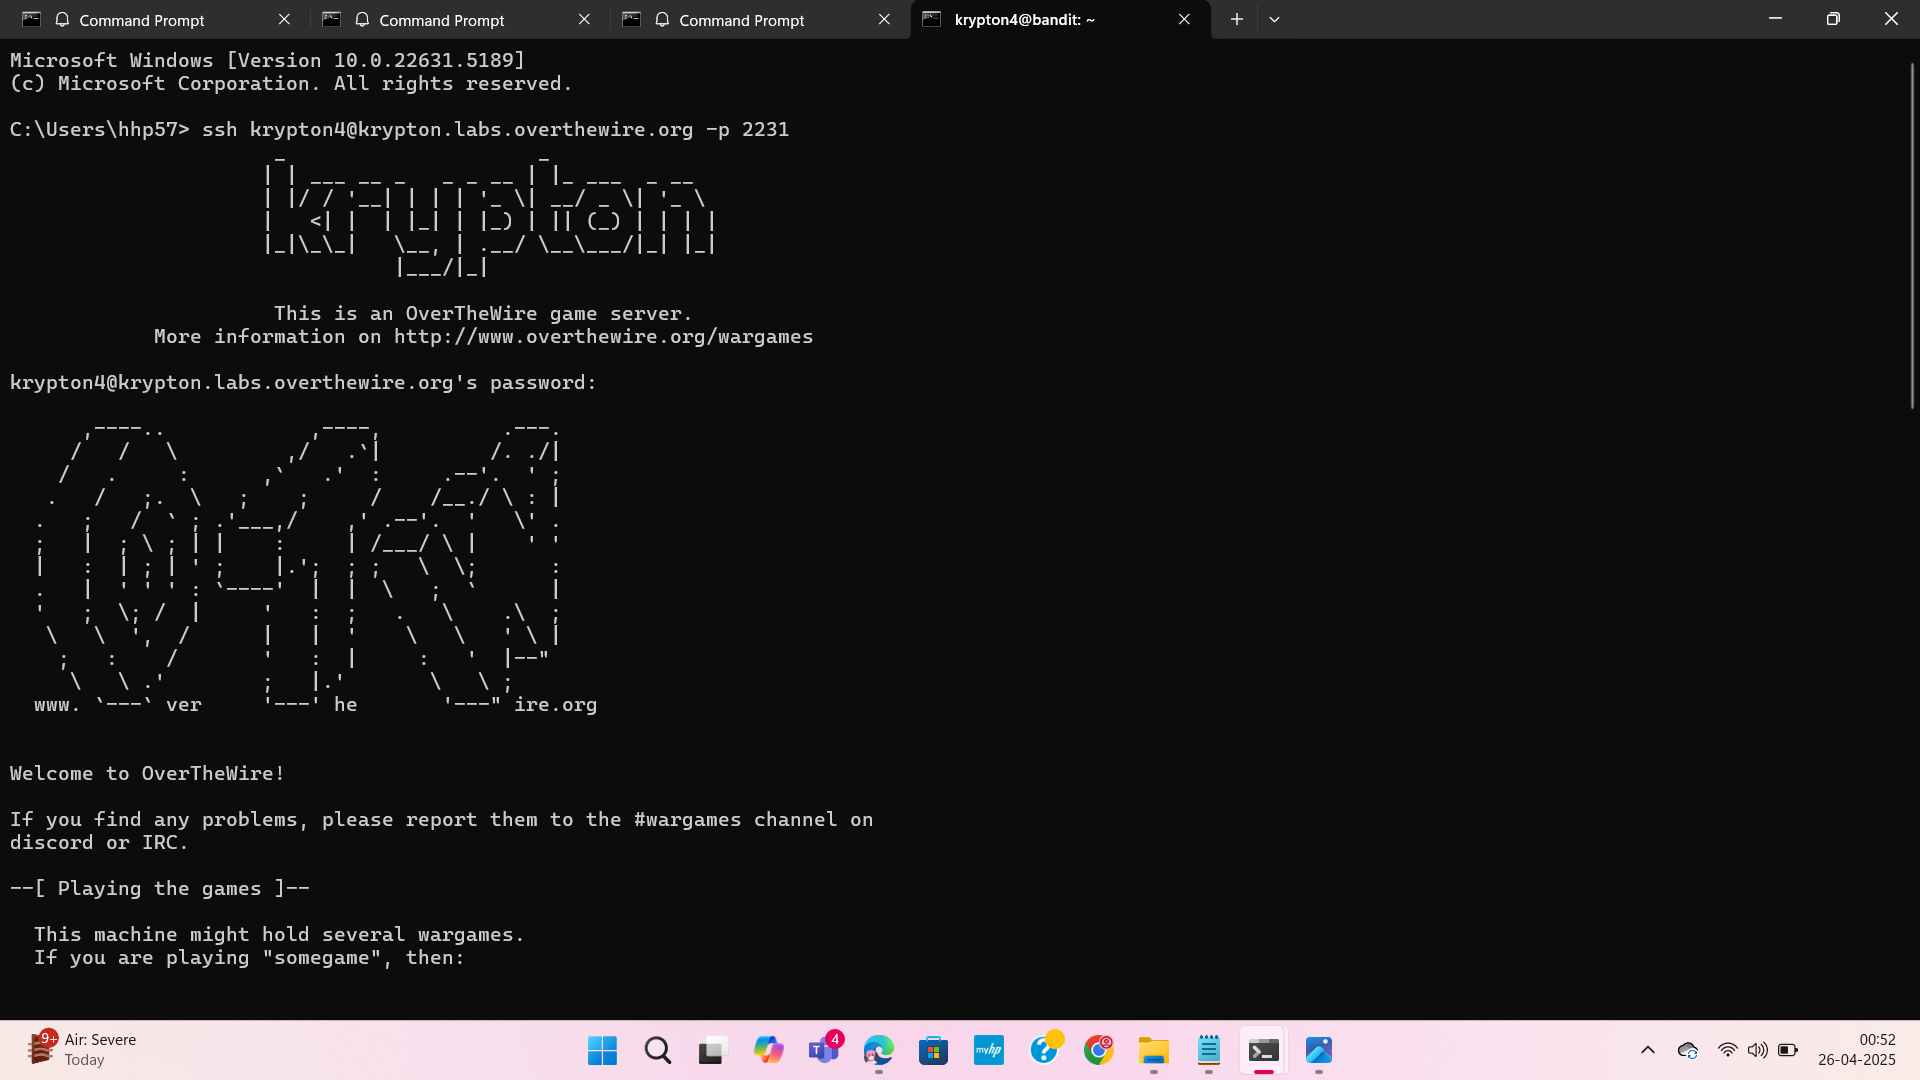 Command Prompt
Command Prompt
Command Prompt
krypton4@bandit: ~
Microsoft Windows [Version 10.0.22631.5189]
(c) Microsoft Corporation. All rights reserved.
C:\Users\hhp57> ssh krypton4@krypton.labs.overthewire.org -p 2231
krypton
This is an OverTheWire game server.
More information on http://www.overthewire.org/wargames
krypton4@krypton.labs.overthewire.org's password:
www. `---` ver '---' he '---" ire.org
Welcome to OverTheWire!
If you find any problems, please report them to the #wargames channel on
discord or IRC.
--[ Playing the games ]--
This machine might hold several wargames.
If you are playing "somegame", then:
9+
Air: Severe
Today
T
4
myhp
?
00:52
26-04-2025